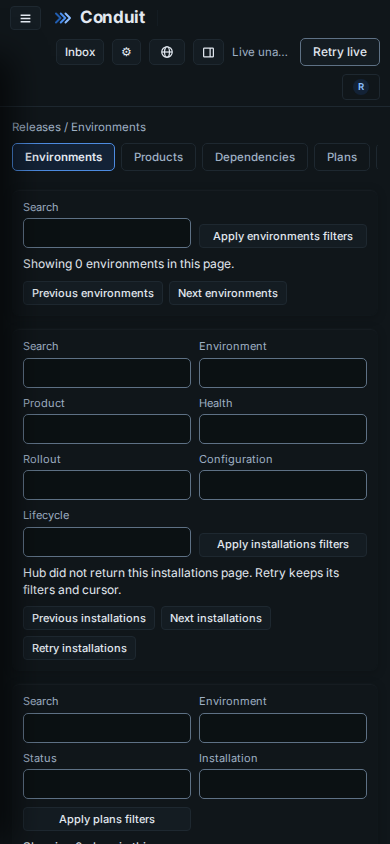 Conduit
Inbox
Live una...
Retry live
R
Releases / Environments
Environments
Products
Dependencies
Plans
Search
Apply environments filters
Showing 0 environments in this page.
Previous environments
Next environments
Search
Environment
Product
Health
Rollout
Configuration
Lifecycle
Apply installations filters
Hub did not return this installations page. Retry keeps its
filters and cursor.
Previous installations
Next installations
Retry installations
Search
Environment
Status
Installation
Apply plans filters